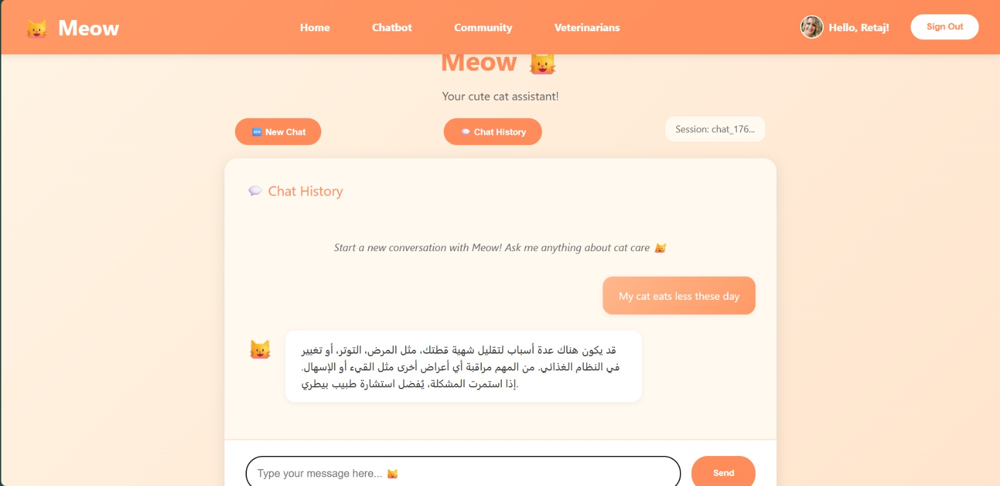 Meow
Home
Chatbot
Community
Veterinarians
Hello, Retaj!
Sign Out
Meow
Your cute cat assistant!
NEW New Chat
Chat History
Session: chat_176...
Chat History
Start a new conversation with Meow! Ask me anything about cat care
My cat eats less these day
قد يكون هناك عدة أسباب لتقليل شهية قطتك، مثل المرض، التوتر، أو تغيير
في النظام الغذائي. من المهم مراقبة أي أعراض أخرى مثل القيء أو الإسهال.
إذا استمرت المشكلة، يُفضل استشارة طبيب بيطري.
Type your message here...
Send